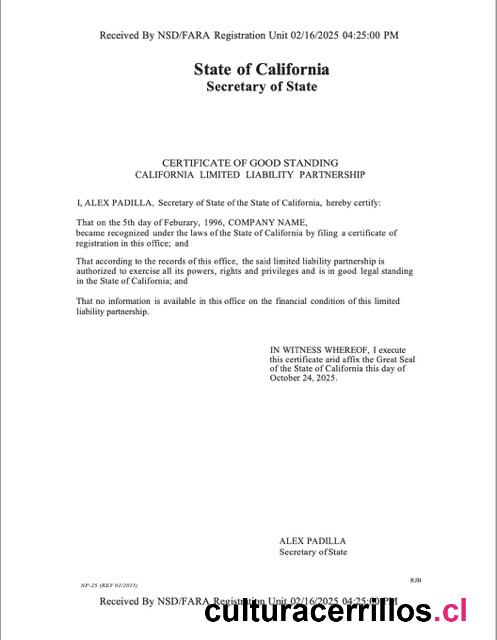 Received By NSD/FARA Registration Unit 02/16/2025 04:25:00 PM
State of California
Secretary of State
CERTIFICATE OF GOOD STANDING
CALIFORNIA LIMITED LIABILITY PARTNERSHIP
I, ALEX PADILLA, Secretary of State of the State of California, hereby certify:
That on the 5th day of Feburary, 1996, COMPANY NAME,
became recognized under the laws of the State of California by filing a certificate of
registration in this office; and
That according to the records of this office, the said limited liability partnership is
authorized to exercise all its powers, rights and privileges and is in good legal standing
in the State of California; and
That no information is available in this office on the financial condition of this limited
liability partnership.
IN WITNESS WHEREOF, I execute
this certificate arid affix the Great Seal
of the State of California this day of
October 24, 2025.
ALEX PADILLA
Secretary of State
NP-25 (REV 01/2015)
RJB
Received By NSD/FARA Registration Unit 02/16/2025 04:25:00 PM
culturacerrillos.cl